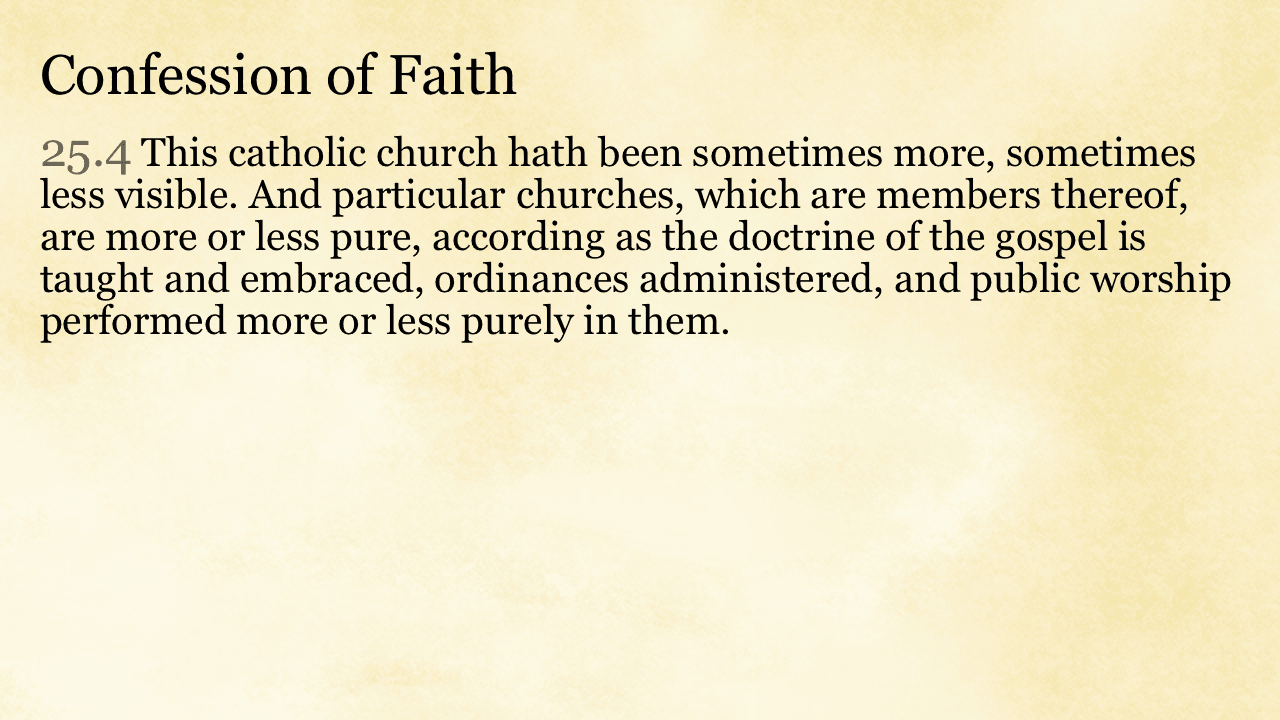 Confession of Faith
25.4 This catholic church hath been sometimes more, sometimes
less visible. And particular churches, which are members thereof,
are more or less pure, according as the doctrine of the gospel is
taught and embraced, ordinances administered, and public worship
performed more or less purely in them.